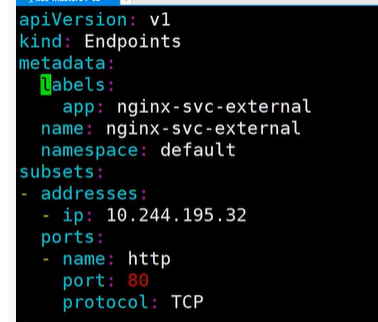 apiVersion: v1
kind: Endpoints
metadata:
  labels:
    app: nginx-svc-external
  name: nginx-svc-external
  namespace: default
subsets:
- addresses:
  - ip: 10.244.195.32
  ports:
  - name: http
    port: 80
    protocol: TCP